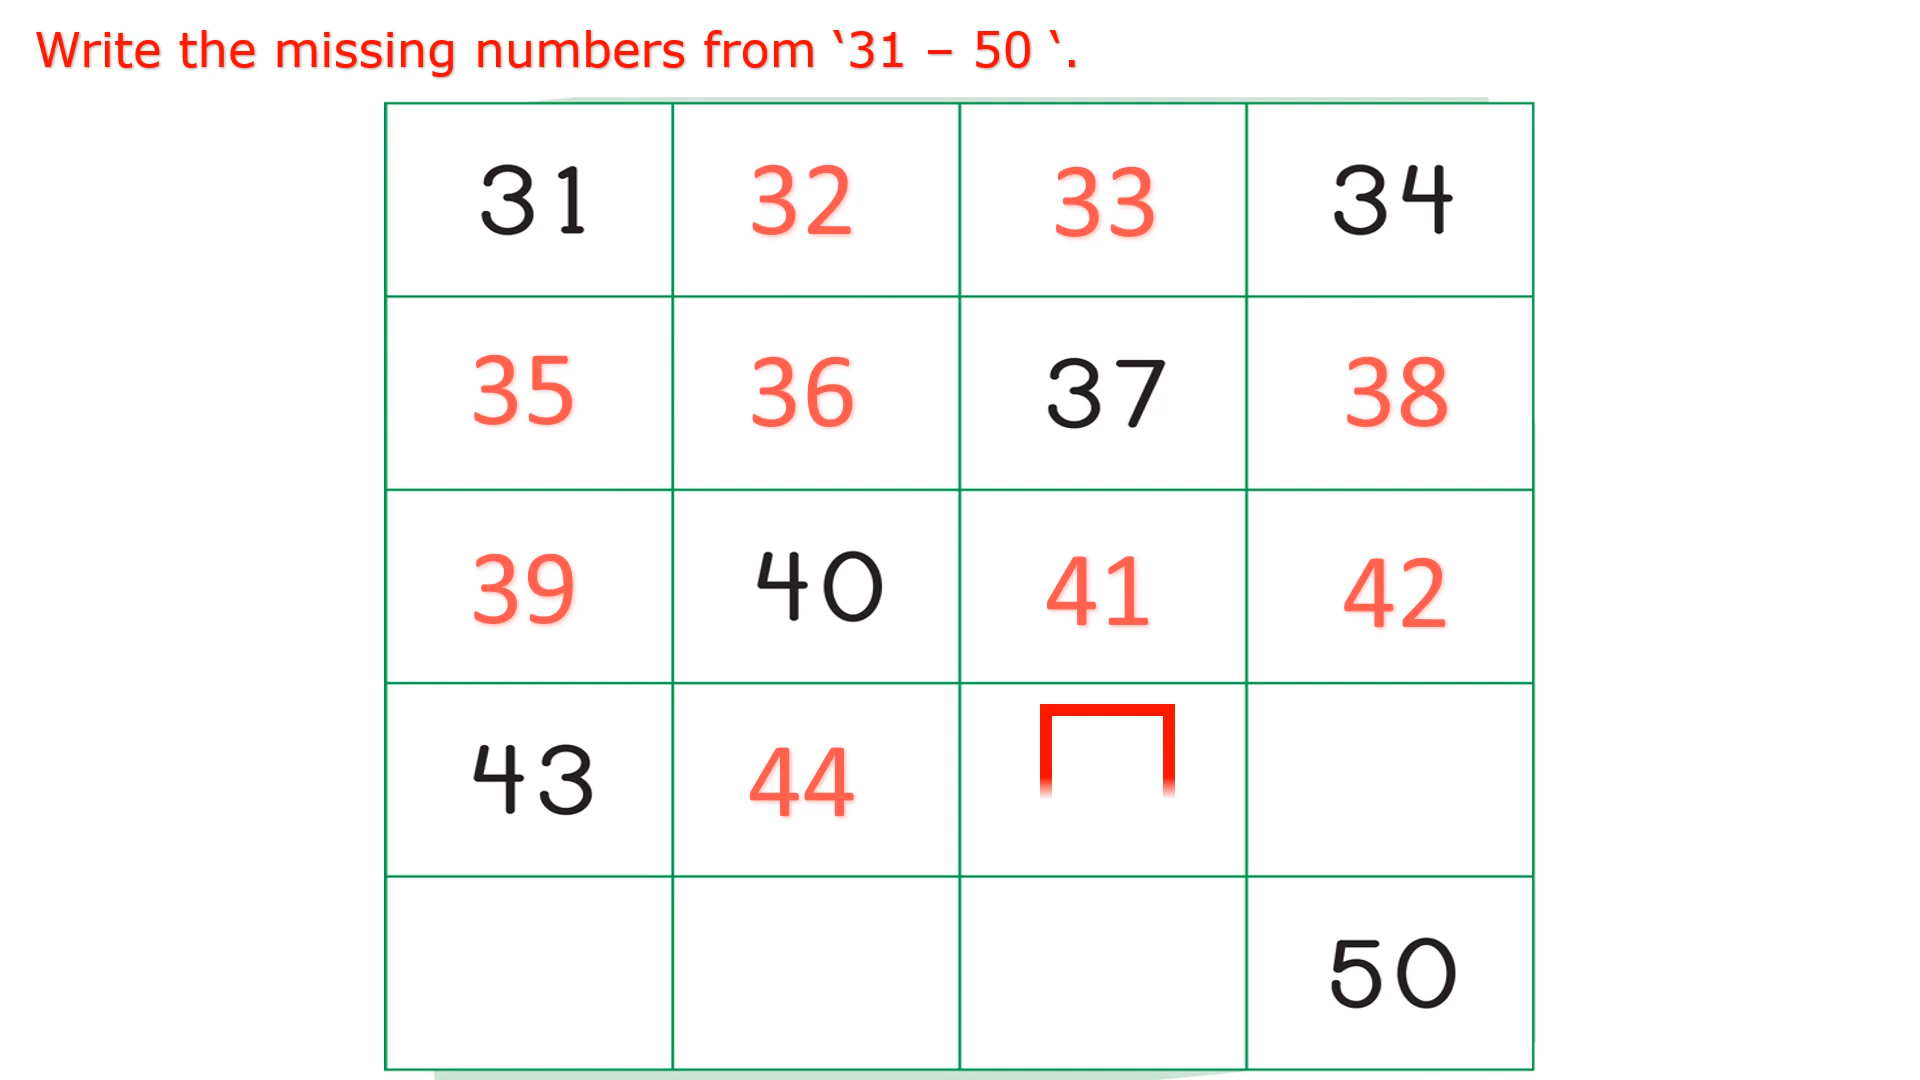 Write the missing numbers from ‘31 – 50 ‘.
31 32 33 34
35 36 37 38
39 40 41 42
43 44
50